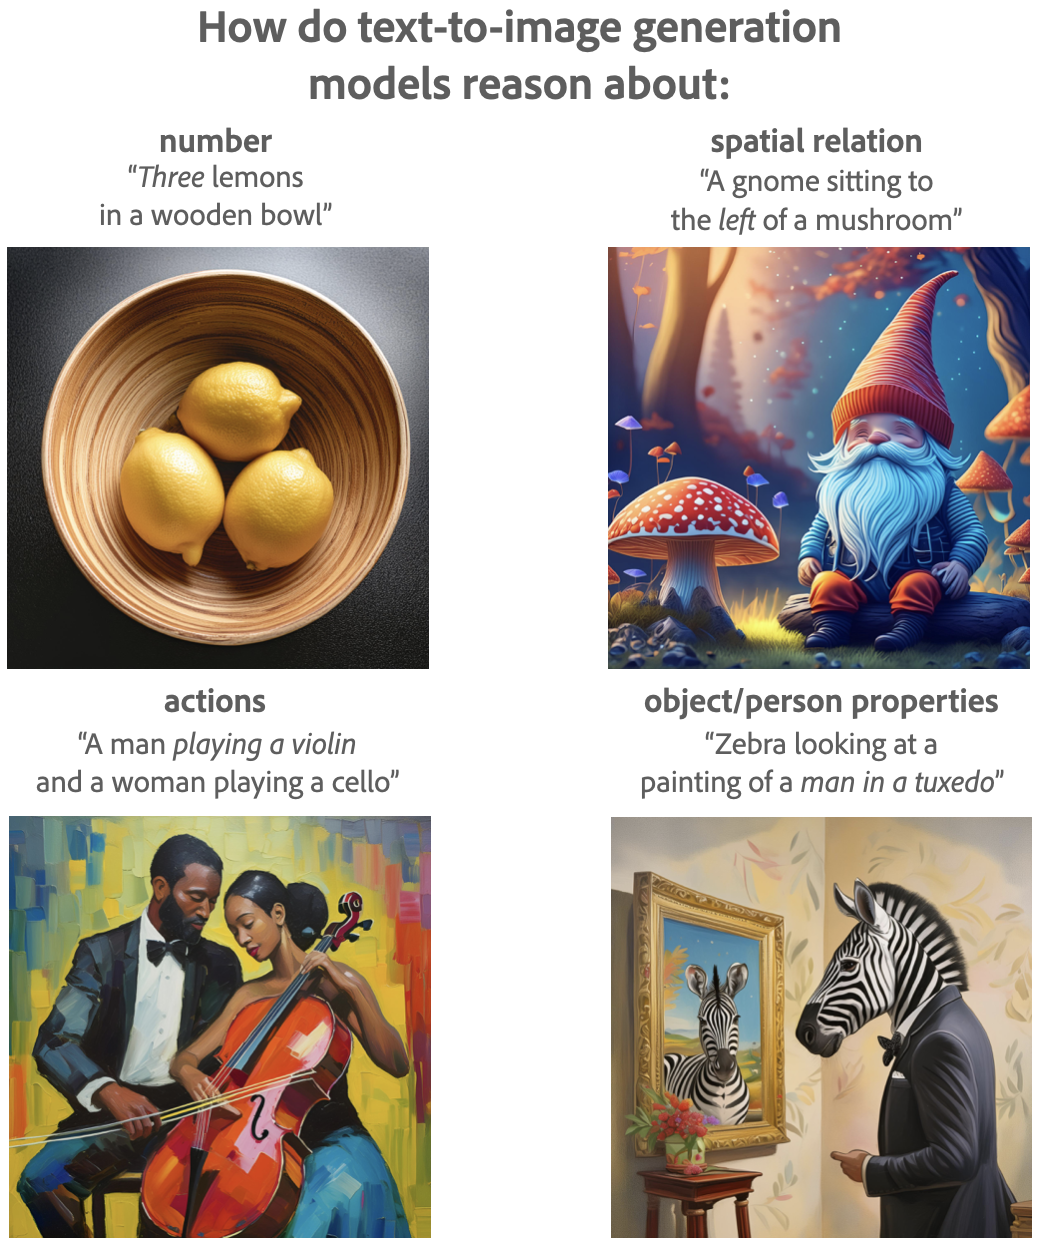 How do text-to-image generation
models reason about:
number
“Three lemons
in a wooden bowl”
spatial relation
“A gnome sitting to
the left of a mushroom”
actions
“A man playing a violin
and a woman playing a cello”
object/person properties
“Zebra looking at a
painting of a man in a tuxedo”